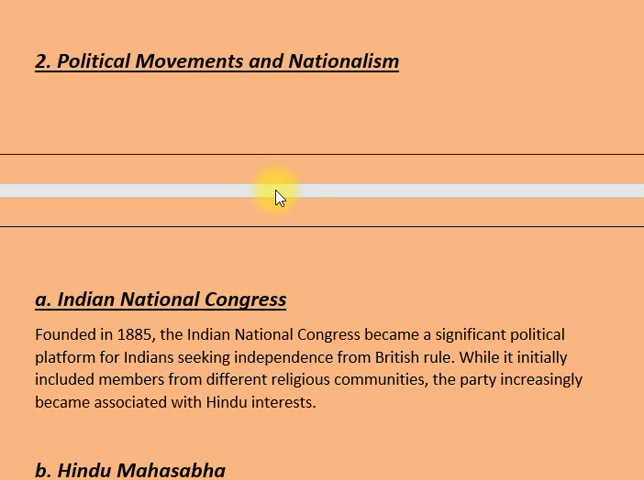 2. Political Movements and Nationalism
a. Indian National Congress
Founded in 1885, the Indian National Congress became a significant political
platform for Indians seeking independence from British rule. While it initially
included members from different religious communities, the party increasingly
became associated with Hindu interests.
b. Hindu Mahasabha